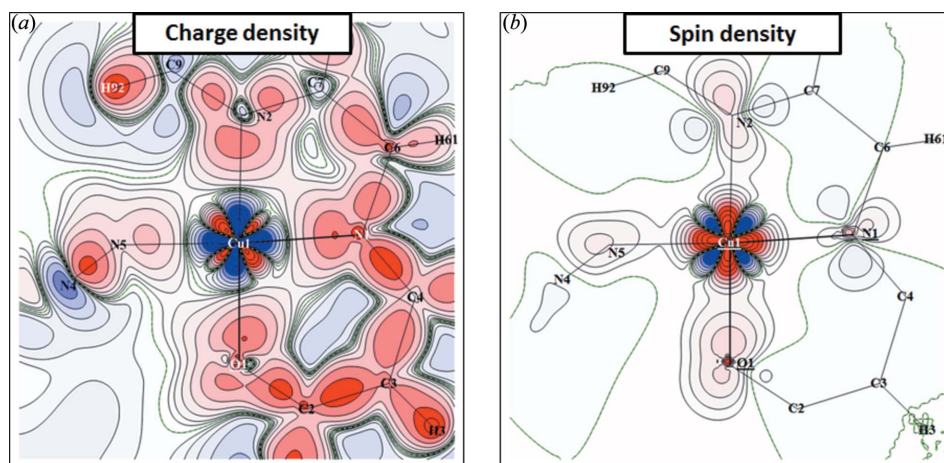 (a)
Charge density
C9
C7
H92
N2
C6
H61
N5
Cu1
N4
C4
O1
C3
C2
H3
(b)
Spin density
C9
H92
C7
N2
C6
H61
N5
Cu1
N1
N4
C4
O1
C3
C2
H3